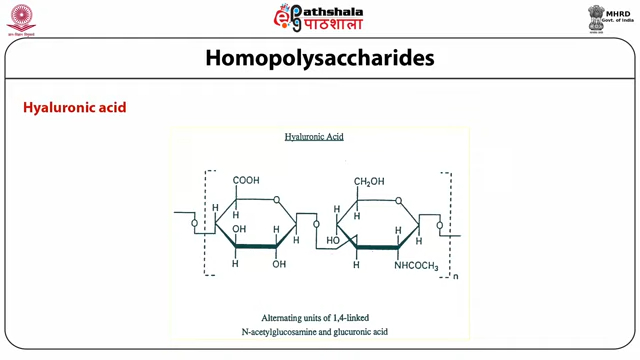 ePathshala
पाठशाला
MHRD
Govt. of India
Homopolysaccharides
Hyaluronic acid
Hyaluronic Acid
COOH
CH₂OH
H O H O
H H
O H OH H H O HO H H O
H OH H NHCOCH₃
n
Alternating units of 1,4-linked
N-acetylglucosamine and glucuronic acid